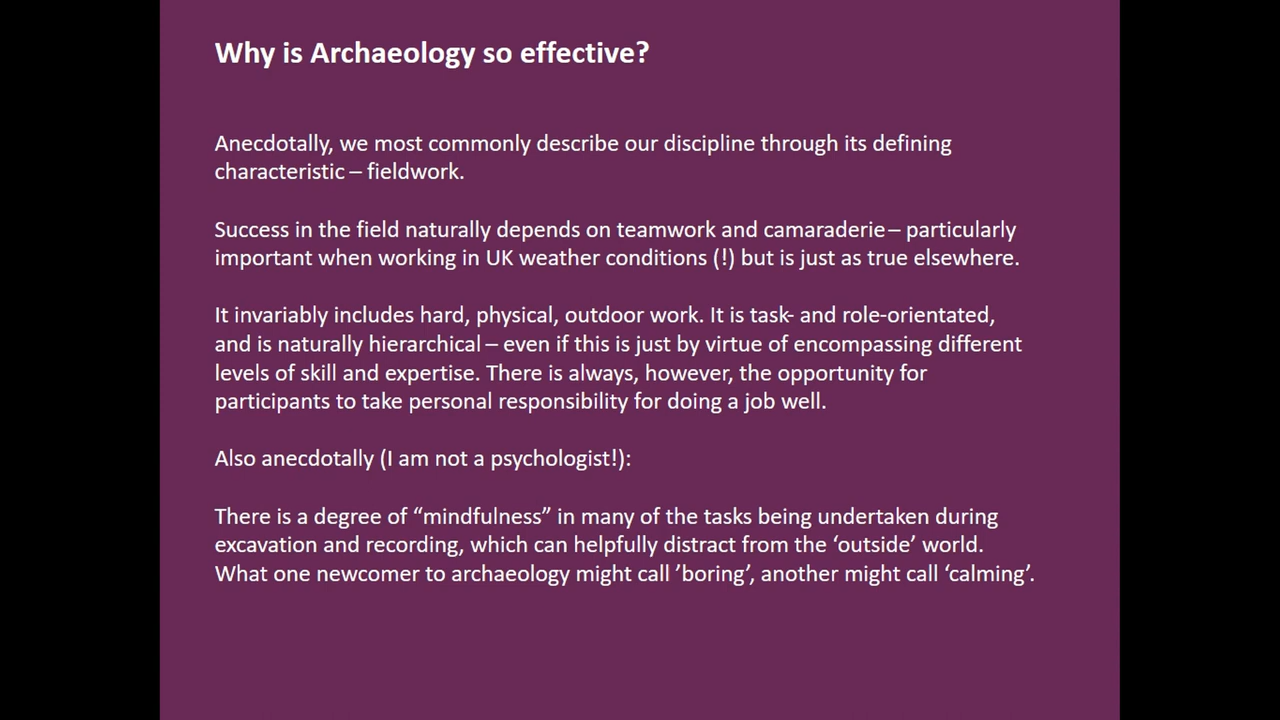 Why is Archaeology so effective?
Anecdotally, we most commonly describe our discipline through its defining
characteristic – fieldwork.
Success in the field naturally depends on teamwork and camaraderie – particularly
important when working in UK weather conditions (!) but is just as true elsewhere.
It invariably includes hard, physical, outdoor work. It is task- and role-orientated,
and is naturally hierarchical – even if this is just by virtue of encompassing different
levels of skill and expertise. There is always, however, the opportunity for
participants to take personal responsibility for doing a job well.
Also anecdotally (I am not a psychologist!):
There is a degree of “mindfulness” in many of the tasks being undertaken during
excavation and recording, which can helpfully distract from the ‘outside’ world.
What one newcomer to archaeology might call ’boring’, another might call ‘calming’.